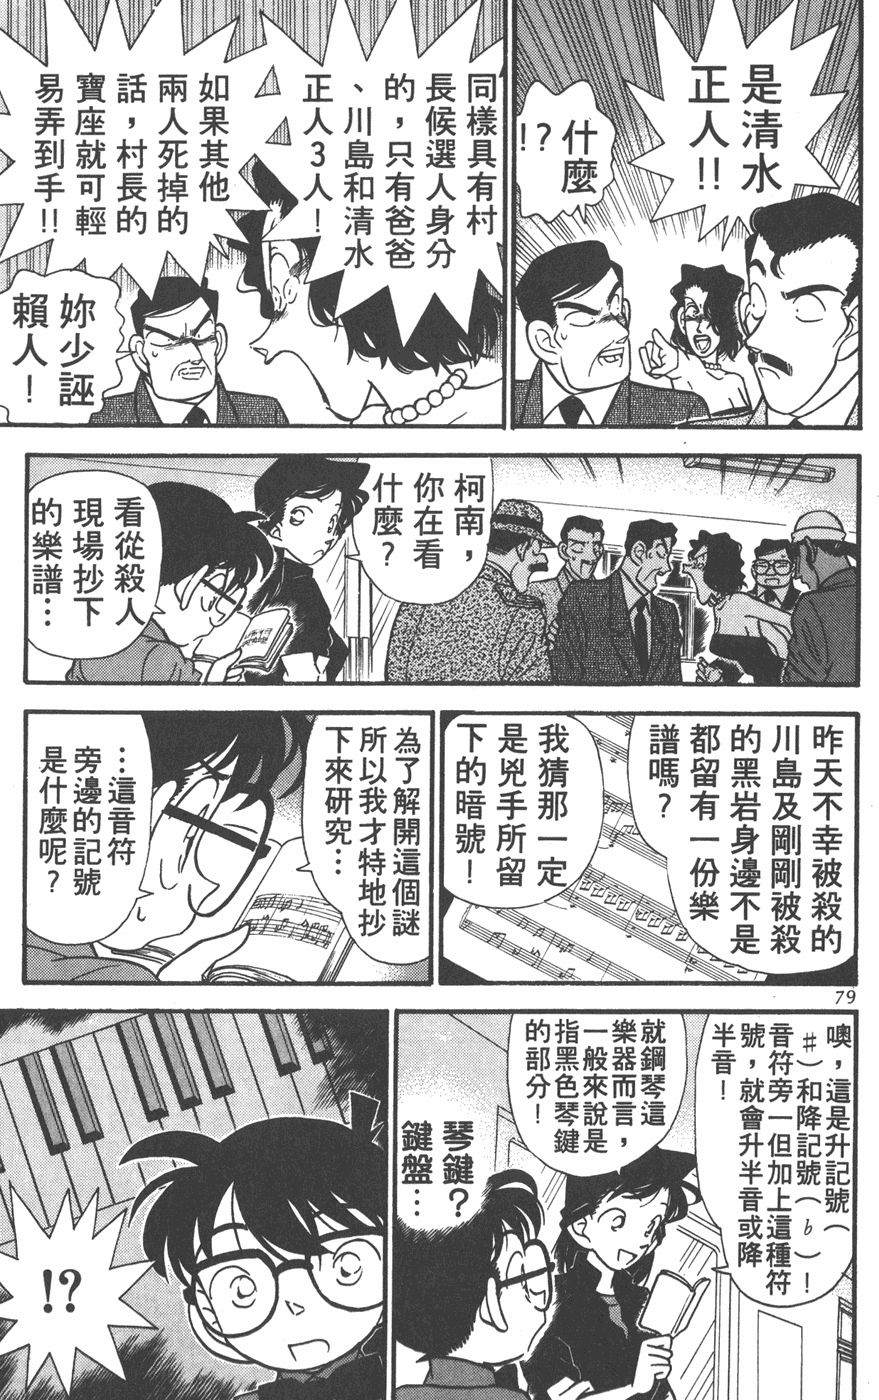 是清水
正人!!
什麼
!?
同樣具有村
長候選人身分
的，只有爸爸
、川島和清水
正人3人！
如果其他
兩人死掉的
話，村長的
寶座就可輕
易弄到手!!
妳少誣
賴人！
柯南，
你在看
什麼？
看從殺人
現場抄下
的樂譜…
昨天不幸被殺的
川島及剛剛被殺
的黑岩身邊不是
都留有一份樂
譜嗎？
我猜那一定
是兇手所留
下的暗號！
為了解開這個謎
所以我才特地抄
下來研究…
…這音符
旁邊的記號
是什麼呢？
79
噢，這是升記號（
♯）和降記號（♭）！
音符旁一但加上這種符
號，就會升半音或降
半音！
就鋼琴這
樂器而言，
一般來說是
指黑色琴鍵
的部分！
琴鍵？
鍵盤…
!?